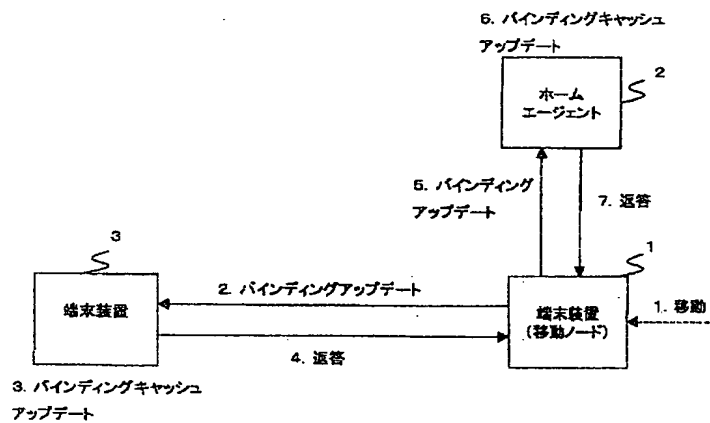 6. バインディングキャッシュ
アップデート
2
ホーム
エージェント
5. バインディング
アップデート
7. 返答
3
1
2. バインディングアップデート
端末装置
端末装置
(移動ノード)
1. 移動
4. 返答
3. バインディングキャッシュ
アップデート